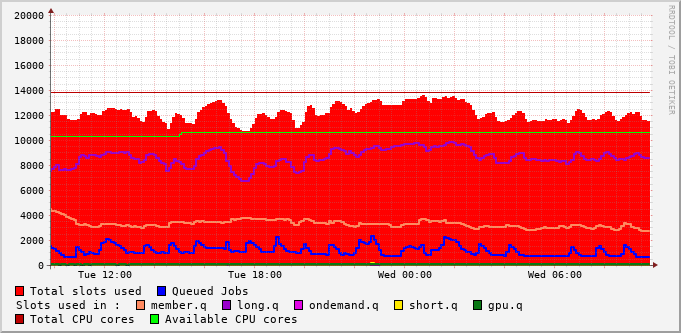 20000
18000
16000
14000
12000
10000
8000
6000
4000
2000
0
Tue 12:00 Tue 18:00 Wed 00:00 Wed 06:00
RRDTOOL / TOBI OETIKER
Total slots used Queued Jobs
Slots used in : member.q long.q ondemand.q short.q gpu.q
Total CPU cores Available CPU cores